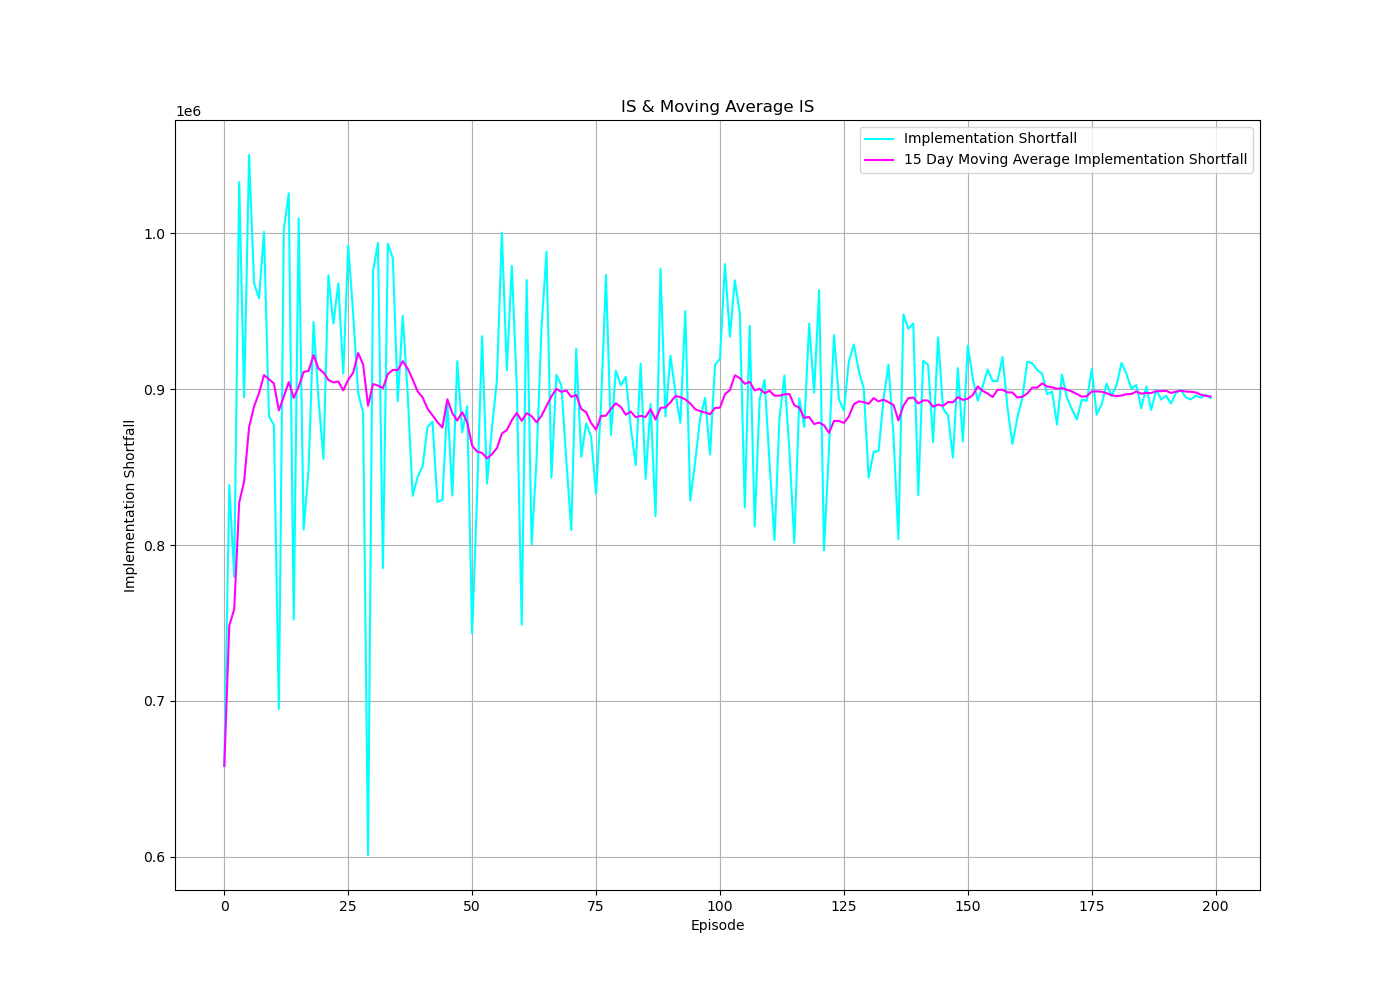 IS & Moving Average IS
1e6
Implementation Shortfall
15 Day Moving Average Implementation Shortfall
1.0
0.9
0.8
0.7
0.6
Implementation Shortfall
0 25 50 75 100 125 150 175 200
Episode